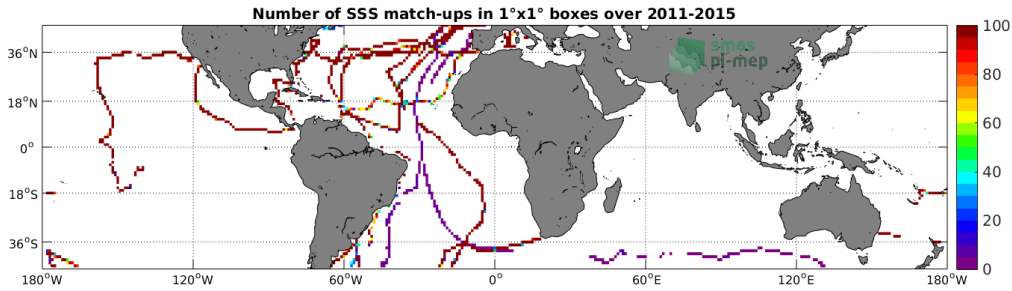 Number of SSS match-ups in 1°x1° boxes over 2011-2015
smos
pi-mep
36°N
18°N
0°
18°S
36°S
180°W
120°W
60°W
0°
60°E
120°E
180°W
100
80
60
40
20
0